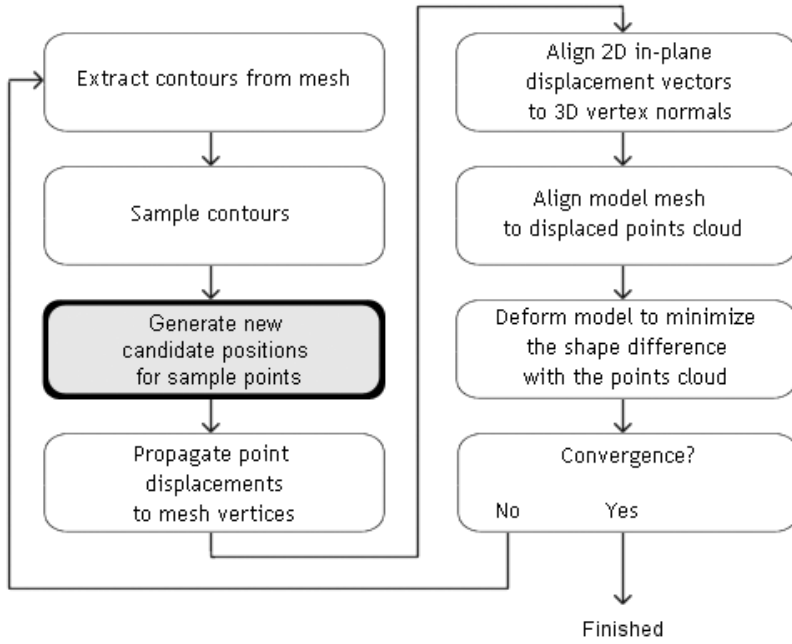 Extract contours from mesh
Sample contours
Generate new
candidate positions
for sample points
Propagate point
displacements
to mesh vertices
Align 2D in-plane
displacement vectors
to 3D vertex normals
Align model mesh
to displaced points cloud
Deform model to minimize
the shape difference
with the points cloud
Convergence?
No Yes
Finished